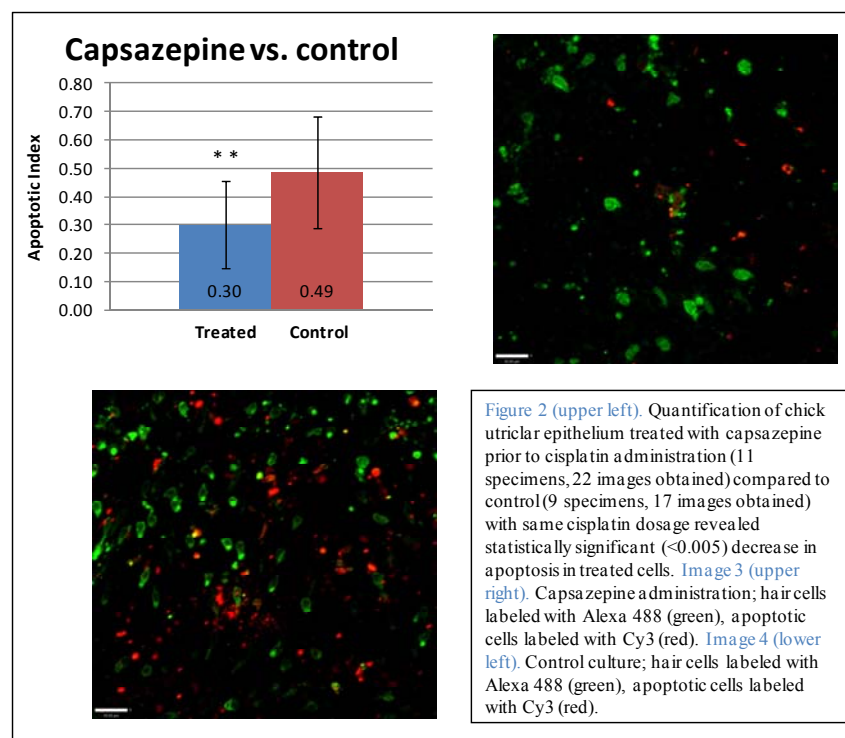 Capsazepine vs. control
0.80
0.70
0.60
0.50
0.40
0.30
0.20
0.10
0.00
Apoptotic Index
* *
0.30
0.49
Treated
Control
Figure 2 (upper left). Quantification of chick
utriclar epithelium treated with capsazepine
prior to cisplatin administration (11
specimens, 22 images obtained) compared to
control (9 specimens, 17 images obtained)
with same cisplatin dosage revealed
statistically significant (<0.005) decrease in
apoptosis in treated cells. Image 3 (upper
right). Capsazepine administration; hair cells
labeled with Alexa 488 (green), apoptotic
cells labeled with Cy3 (red). Image 4 (lower
left). Control culture; hair cells labeled with
Alexa 488 (green), apoptotic cells labeled
with Cy3 (red).